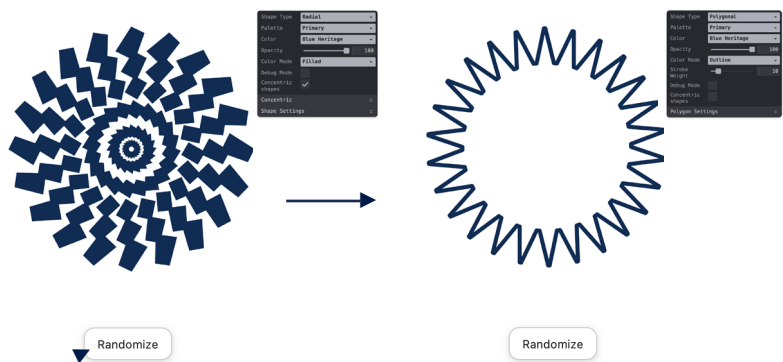 Shape Type Radial
Palette Primary
Color Blue Heritage
Opacity 100
Color Mode Filled
Debug Mode
Concentric
shapes
Concentric
Shape Settings
Randomize
Shape Type Polygonal
Palette Primary
Color Blue Heritage
Opacity 100
Color Mode Outline
Stroke
Weight 10
Debug Mode
Concentric
shapes
Polygon Settings
Randomize